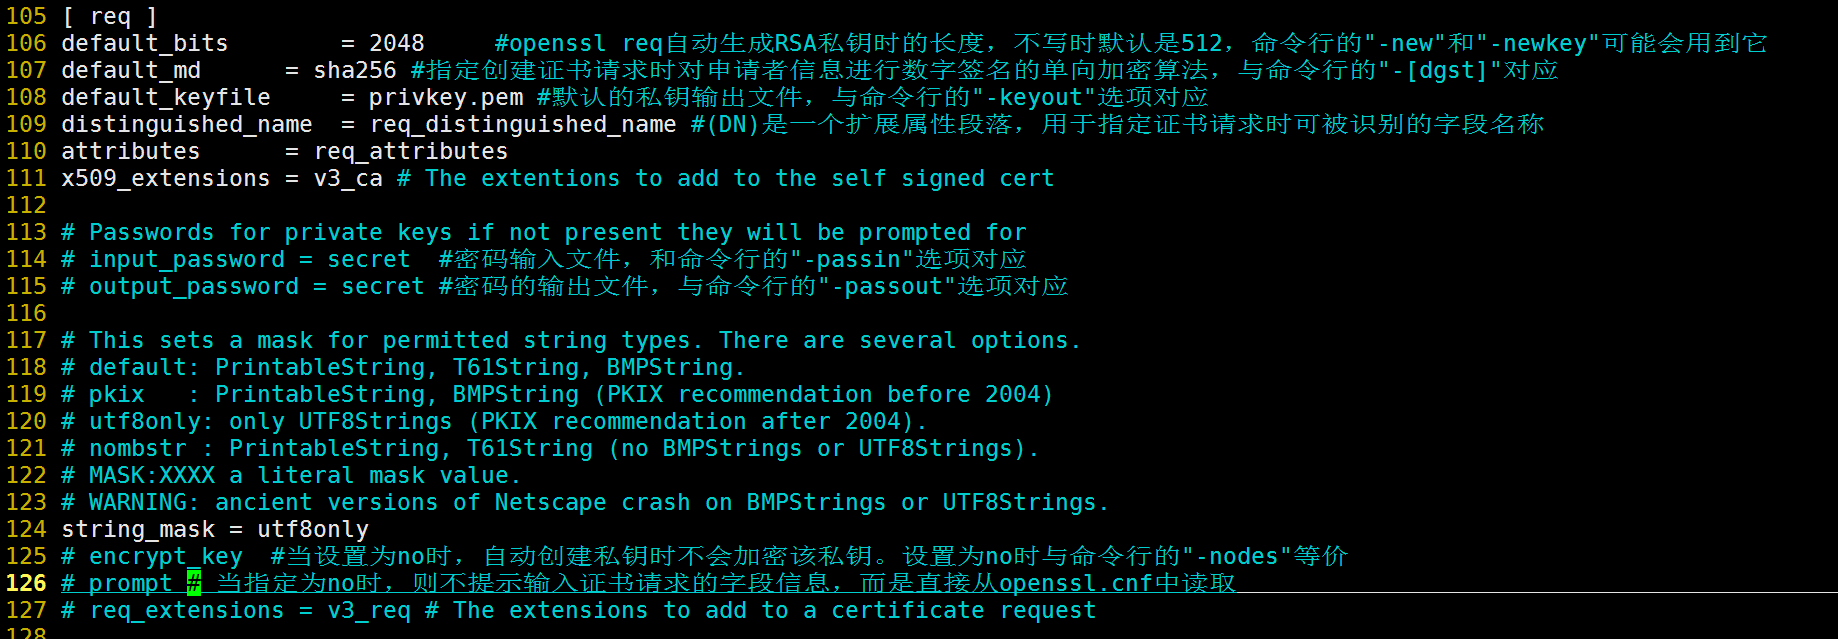 105 [ req ]
106 default_bits        = 2048     #openssl req自动生成RSA私钥时的长度，不写时默认是512，命令行的"-new"和"-newkey"可能会用到它
107 default_md      = sha256 #指定创建证书请求时对申请者信息进行数字签名的单向加密算法，与命令行的"-[dgst]"对应
108 default_keyfile     = privkey.pem #默认的私钥输出文件，与命令行的"-keyout"选项对应
109 distinguished_name  = req_distinguished_name #(DN)是一个扩展属性段落，用于指定证书请求时可被识别的字段名称
110 attributes      = req_attributes
111 x509_extensions = v3_ca # The extentions to add to the self signed cert
112
113 # Passwords for private keys if not present they will be prompted for
114 # input_password = secret  #密码输入文件，和命令行的"-passin"选项对应
115 # output_password = secret #密码的输出文件，与命令行的"-passout"选项对应
116
117 # This sets a mask for permitted string types. There are several options.
118 # default: PrintableString, T61String, BMPString.
119 # pkix   : PrintableString, BMPString (PKIX recommendation before 2004)
120 # utf8only: only UTF8Strings (PKIX recommendation after 2004).
121 # nombstr : PrintableString, T61String (no BMPStrings or UTF8Strings).
122 # MASK:XXXX a literal mask value.
123 # WARNING: ancient versions of Netscape crash on BMPStrings or UTF8Strings.
124 string_mask = utf8only
125 # encrypt_key  #当设置为no时，自动创建私钥时不会加密该私钥。设置为no时与命令行的"-nodes"等价
126 # prompt # 当指定为no时，则不提示输入证书请求的字段信息，而是直接从openssl.cnf中读取
127 # req_extensions = v3_req # The extensions to add to a certificate request
128